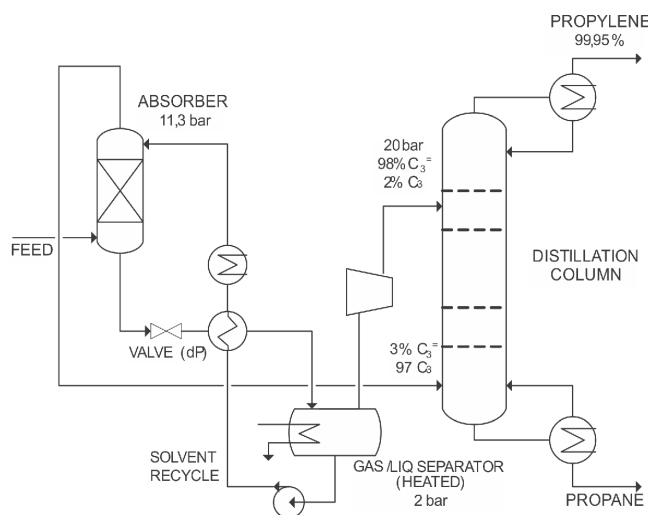 PROPYLENE
99,95%
ABSORBER
11,3 bar
20 bar
98% C₃⁼
2% C₃
FEED
DISTILLATION
COLUMN
VALVE (dP)
3% C₃⁼
97 C₃
SOLVENT
RECYCLE
GAS /LIQ SEPARATOR
(HEATED)
2 bar
PROPANE